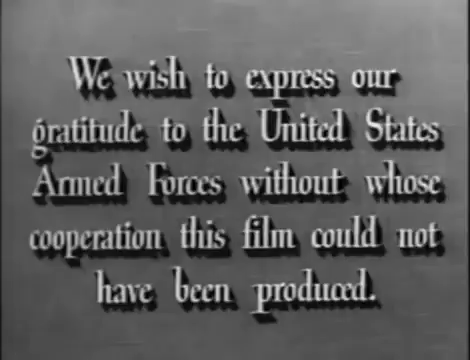 We wish to express our
gratitude to the United States
Armed Forces without whose
cooperation this film could not
have been produced.